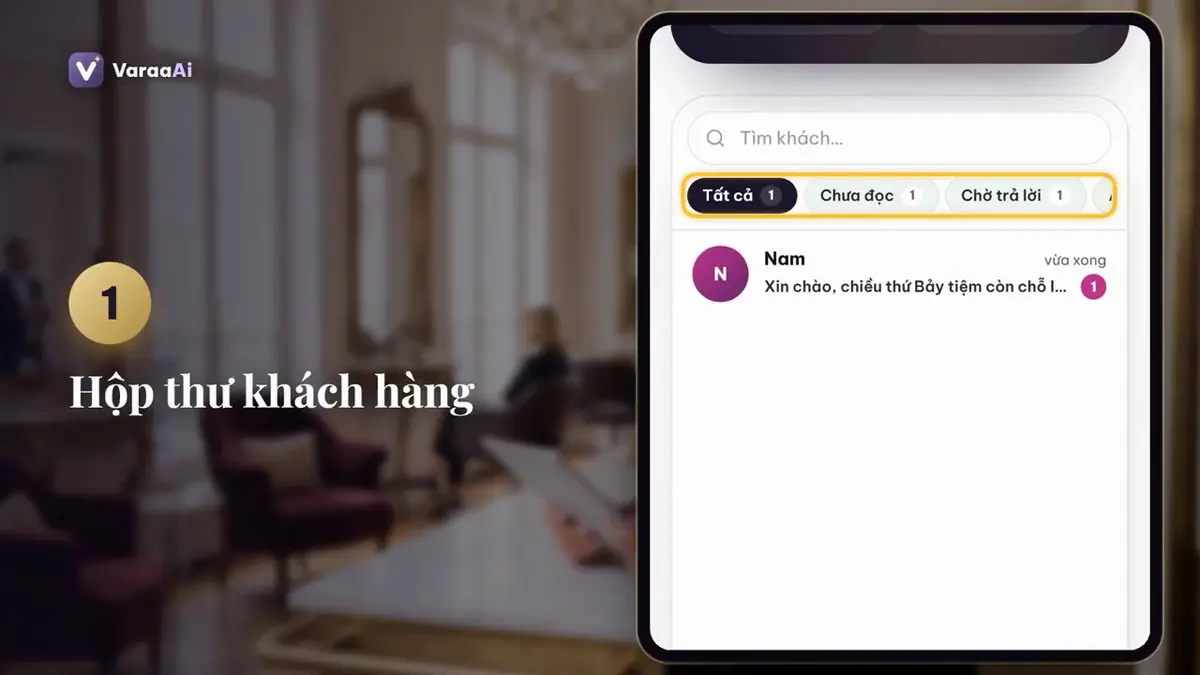 VaraaAi
1
Hộp thư khách hàng
Tìm khách...
Tất cả 1
Chưa đọc 1
Chờ trả lời 1
N
Nam
vừa xong
Xin chào, chiều thứ Bảy tiệm còn chỗ l...
1